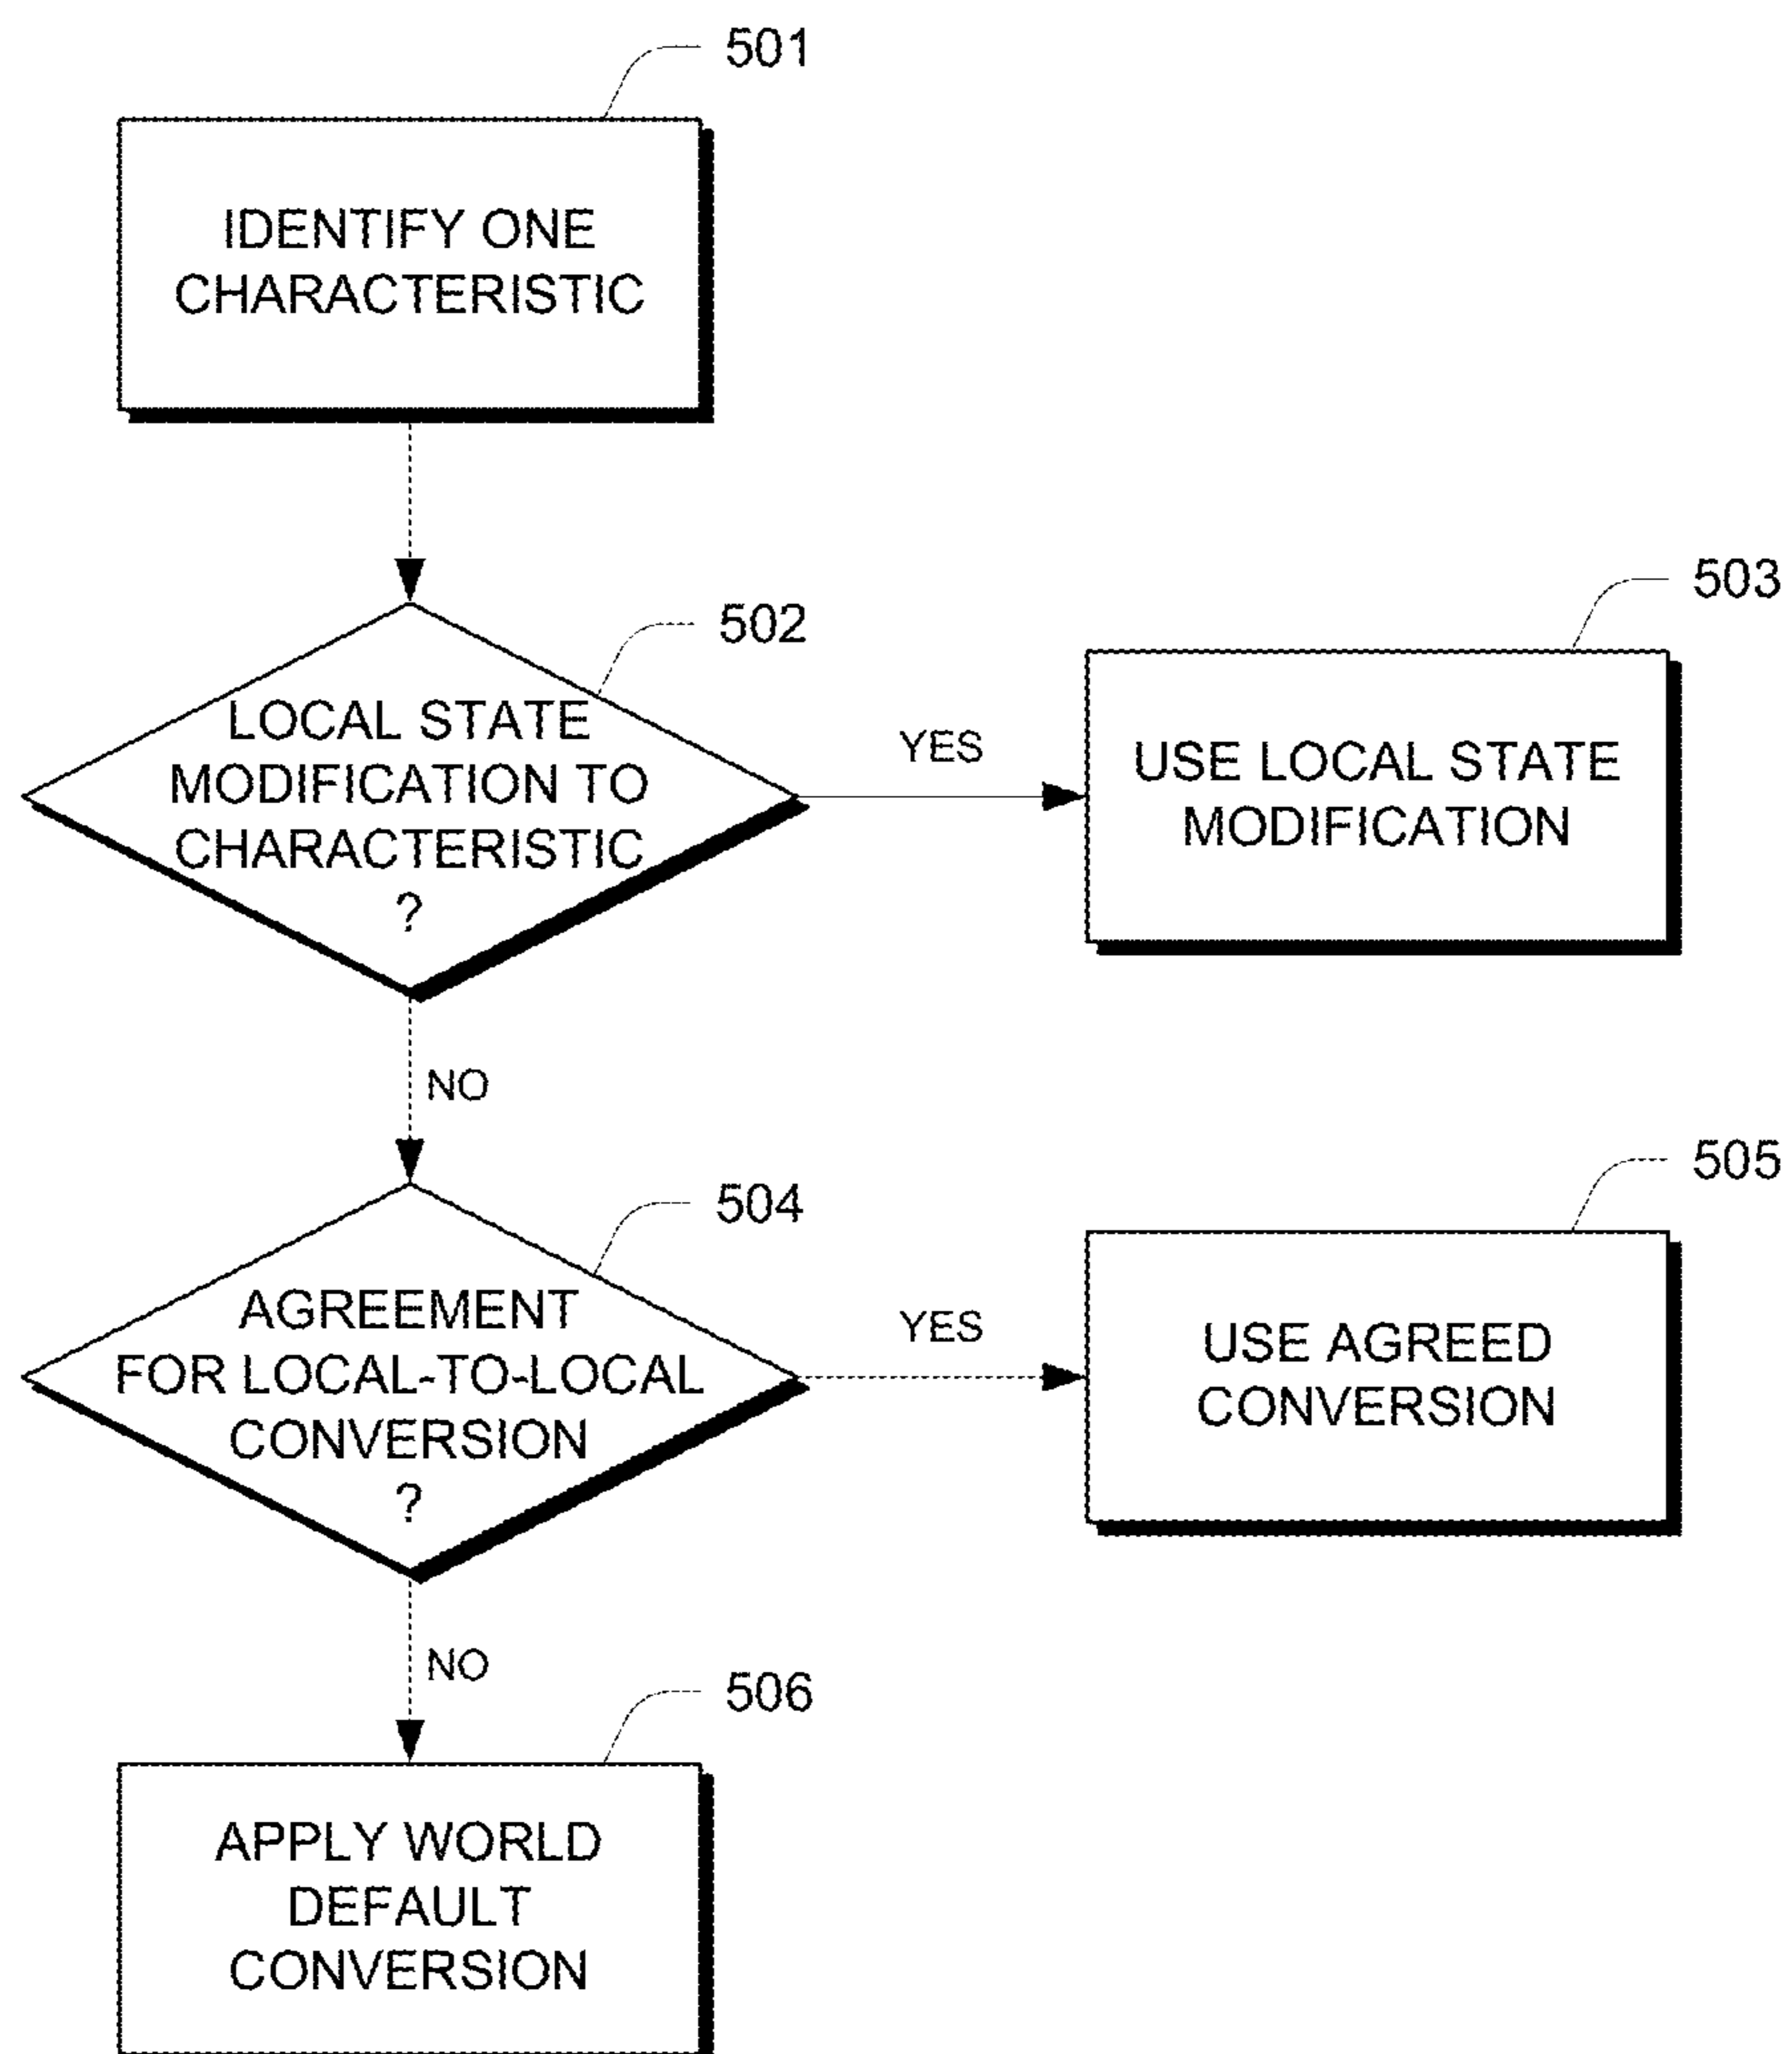 501
IDENTIFY ONE
CHARACTERISTIC
502
LOCAL STATE
MODIFICATION TO
CHARACTERISTIC
?
YES
503
USE LOCAL STATE
MODIFICATION
NO
504
AGREEMENT
FOR LOCAL-TO-LOCAL
CONVERSION
?
YES
505
USE AGREED
CONVERSION
NO
506
APPLY WORLD
DEFAULT
CONVERSION